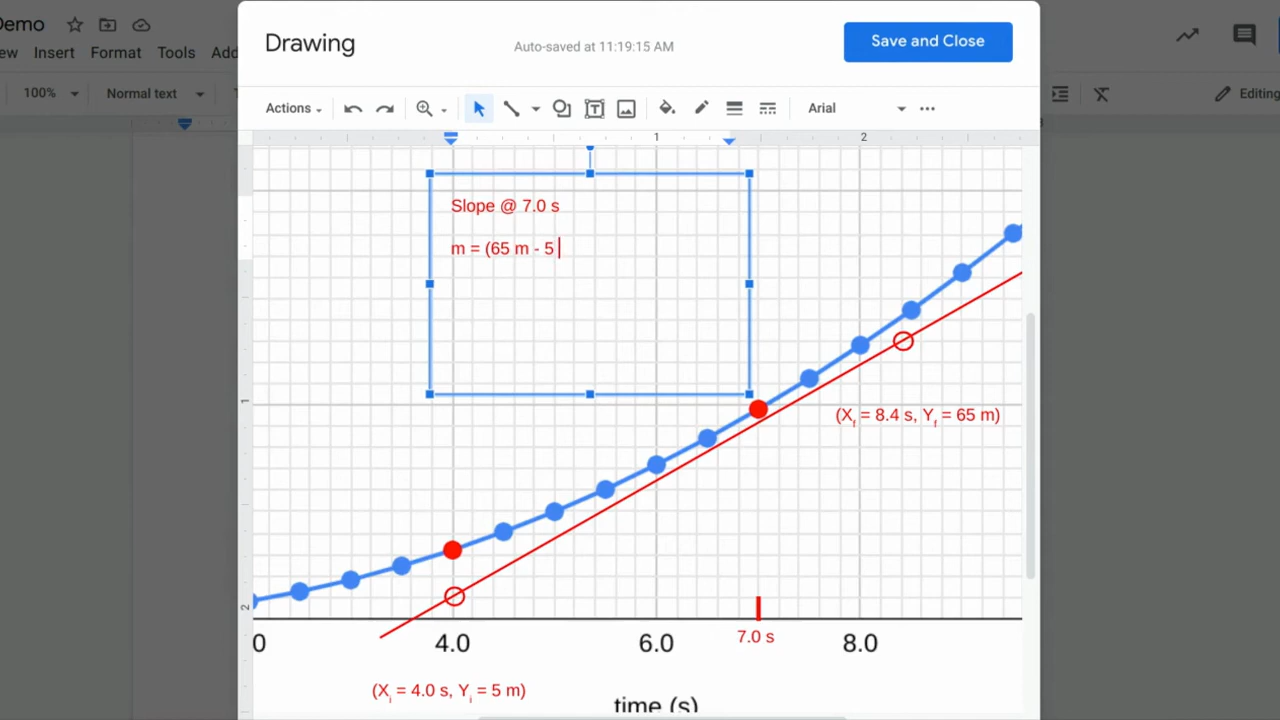 Demo
ew Insert Format Tools Add
100% Normal text
Editing
Drawing
Auto-saved at 11:19:15 AM
Save and Close
Actions
Arial
1 2
1
2
Slope @ 7.0 s
m = (65 m - 5
(Xf = 8.4 s, Yf = 65 m)
7.0 s
0 4.0 6.0 8.0
(Xi = 4.0 s, Yi = 5 m)
time (s)